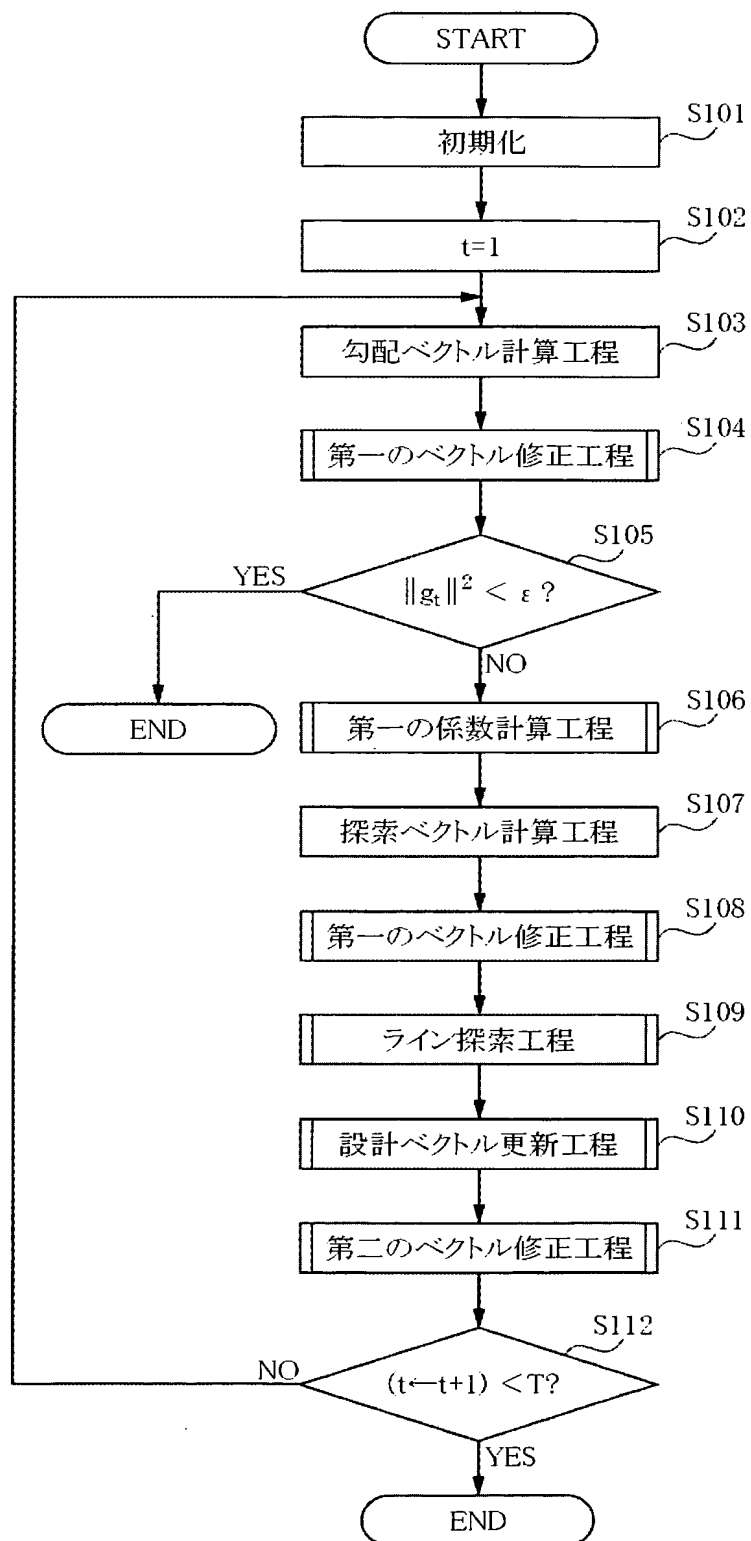 START
S101
初期化
S102
t=1
S103
勾配ベクトル計算工程
S104
第一のベクトル修正工程
S105
YES
||g_t||² < ε ?
NO
END
S106
第一の係数計算工程
S107
探索ベクトル計算工程
S108
第一のベクトル修正工程
S109
ライン探索工程
S110
設計ベクトル更新工程
S111
第二のベクトル修正工程
S112
NO
(t←t+1) <T?
YES
END